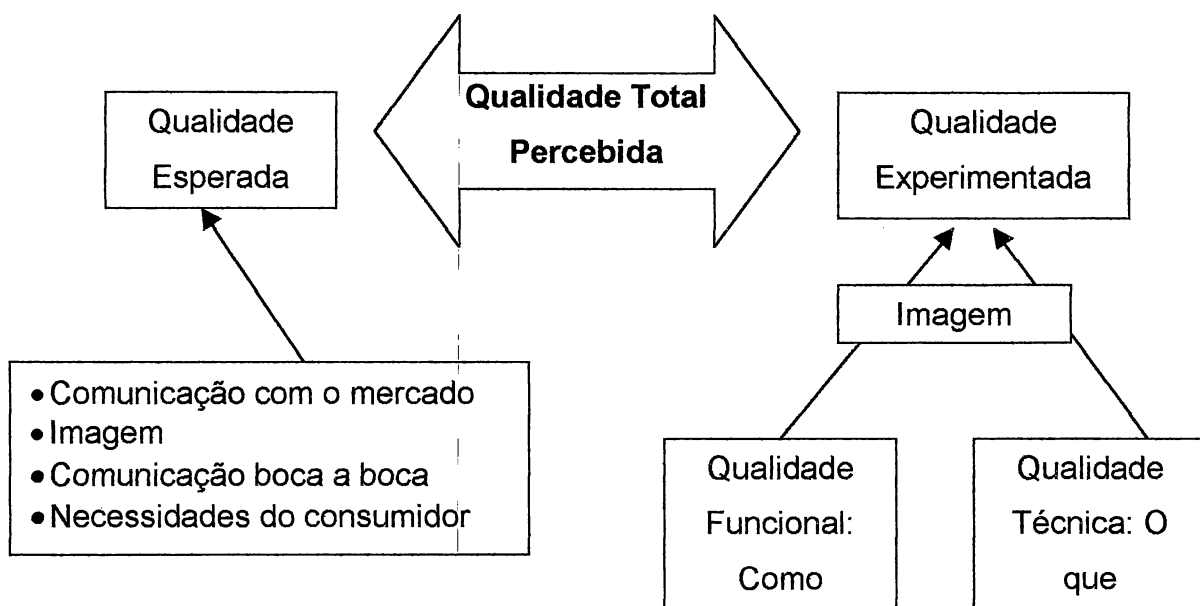 Qualidade
Esperada
Qualidade Total
Percebida
Qualidade
Experimentada
Imagem
• Comunicação com o mercado
• Imagem
• Comunicação boca a boca
• Necessidades do consumidor
Qualidade
Funcional:
Como
Qualidade
Técnica: O
que